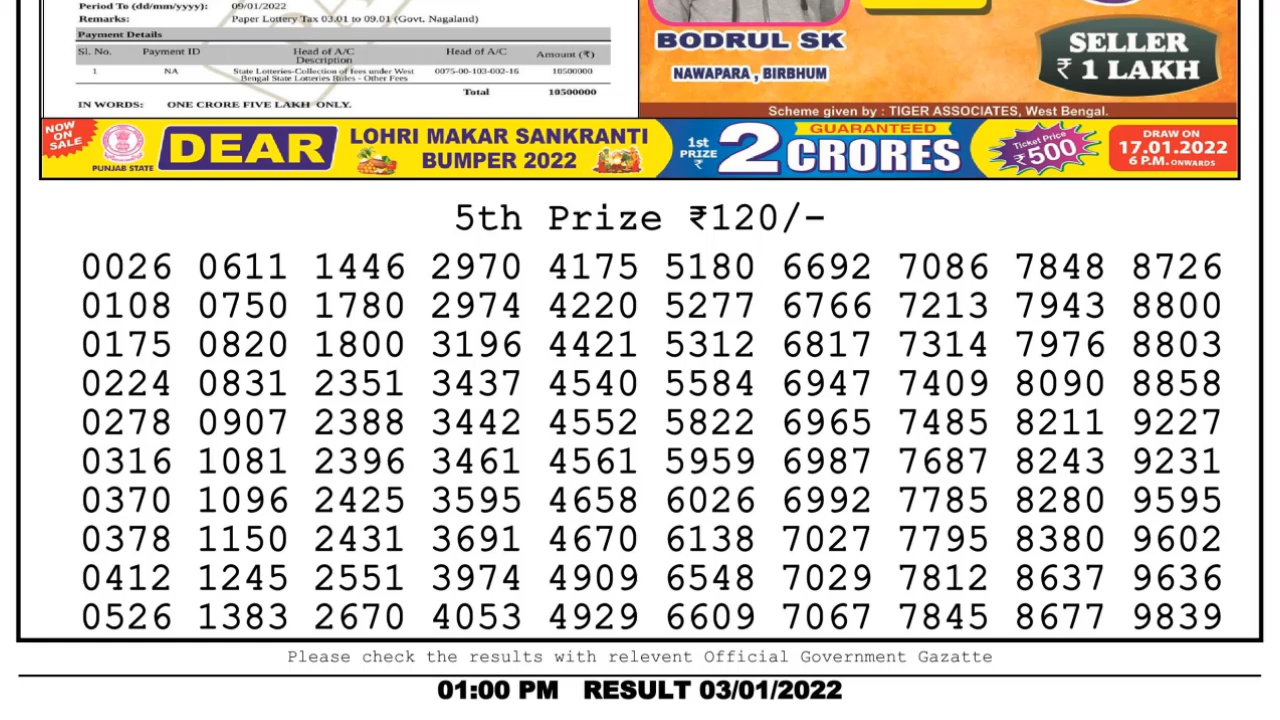 Period To (dd/mm/yyyy): 09/01/2022
Remarks: Paper Lottery Tax 03.01 to 09.01 (Govt. Nagaland)
Payment Details
Sl. No. Payment ID Head of A/C Description Head of A/C Amount (₹)
1 NA State Lotteries-Collection of fees under West Bengal State Lotteries Rules - Other Fees 0075-00-103-002-16 10500000
Total 10500000
IN WORDS: ONE CRORE FIVE LAKH ONLY.
BODRUL SK
NAWAPARA , BIRBHUM
SELLER
₹ 1 LAKH
Scheme given by : TIGER ASSOCIATES, West Bengal.
NOW ON SALE
PUNJAB STATE
DEAR
LOHRI MAKAR SANKRANTI
BUMPER 2022
1st PRIZE ₹
2 CRORES
GUARANTEED
Ticket Price
₹500
DRAW ON
17.01.2022
6 P.M. ONWARDS
5th Prize ₹120/-
0026 0611 1446 2970 4175 5180 6692 7086 7848 8726
0108 0750 1780 2974 4220 5277 6766 7213 7943 8800
0175 0820 1800 3196 4421 5312 6817 7314 7976 8803
0224 0831 2351 3437 4540 5584 6947 7409 8090 8858
0278 0907 2388 3442 4552 5822 6965 7485 8211 9227
0316 1081 2396 3461 4561 5959 6987 7687 8243 9231
0370 1096 2425 3595 4658 6026 6992 7785 8280 9595
0378 1150 2431 3691 4670 6138 7027 7795 8380 9602
0412 1245 2551 3974 4909 6548 7029 7812 8637 9636
0526 1383 2670 4053 4929 6609 7067 7845 8677 9839
Please check the results with relevent Official Government Gazatte
01:00 PM RESULT 03/01/2022